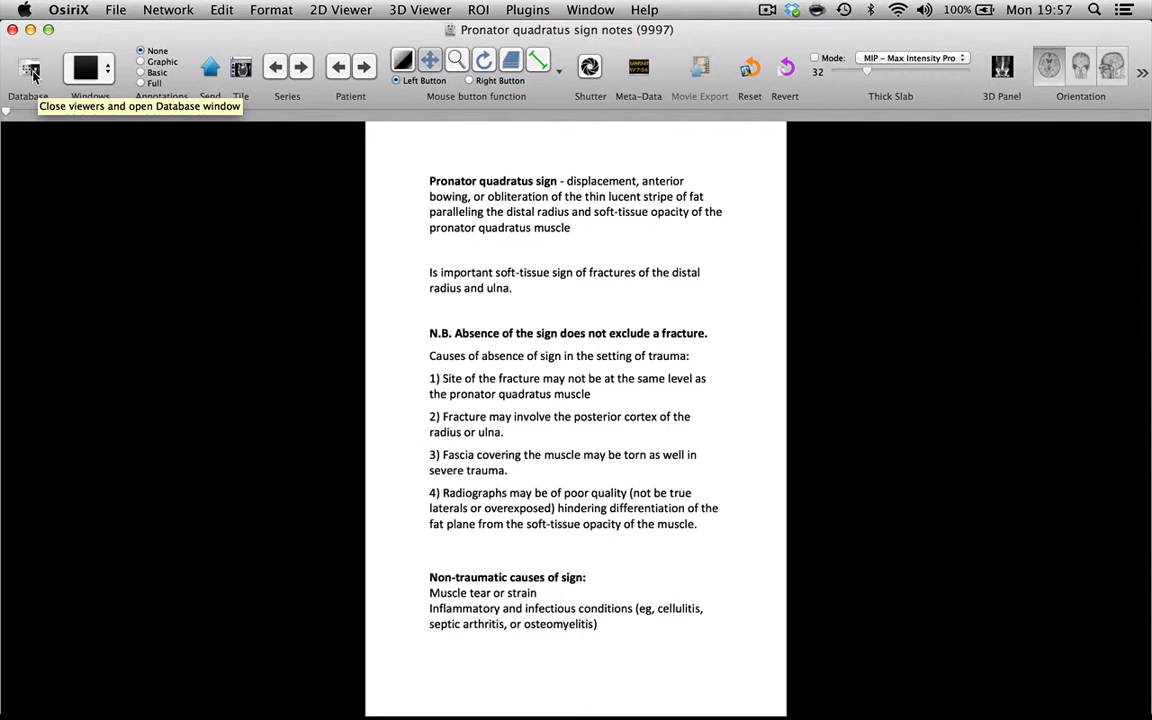 OsiriX File Network Edit Format 2D Viewer 3D Viewer ROI Plugins Window Help 100% Mon 19:57
Pronator quadratus sign notes (9997)
None
Graphic
Basic
Full
Left Button Right Button
Mode:
32
MIP - Max Intensity Pro
Database Windows Annotations Send Tile Series Patient Mouse button function Shutter Meta-Data Movie Export Reset Revert Thick Slab 3D Panel Orientation
Close viewers and open Database window
Pronator quadratus sign - displacement, anterior
bowing, or obliteration of the thin lucent stripe of fat
paralleling the distal radius and soft-tissue opacity of the
pronator quadratus muscle
Is important soft-tissue sign of fractures of the distal
radius and ulna.
N.B. Absence of the sign does not exclude a fracture.
Causes of absence of sign in the setting of trauma:
1) Site of the fracture may not be at the same level as
the pronator quadratus muscle
2) Fracture may involve the posterior cortex of the
radius or ulna.
3) Fascia covering the muscle may be torn as well in
severe trauma.
4) Radiographs may be of poor quality (not be true
laterals or overexposed) hindering differentiation of the
fat plane from the soft-tissue opacity of the muscle.
Non-traumatic causes of sign:
Muscle tear or strain
Inflammatory and infectious conditions (eg, cellulitis,
septic arthritis, or osteomyelitis)